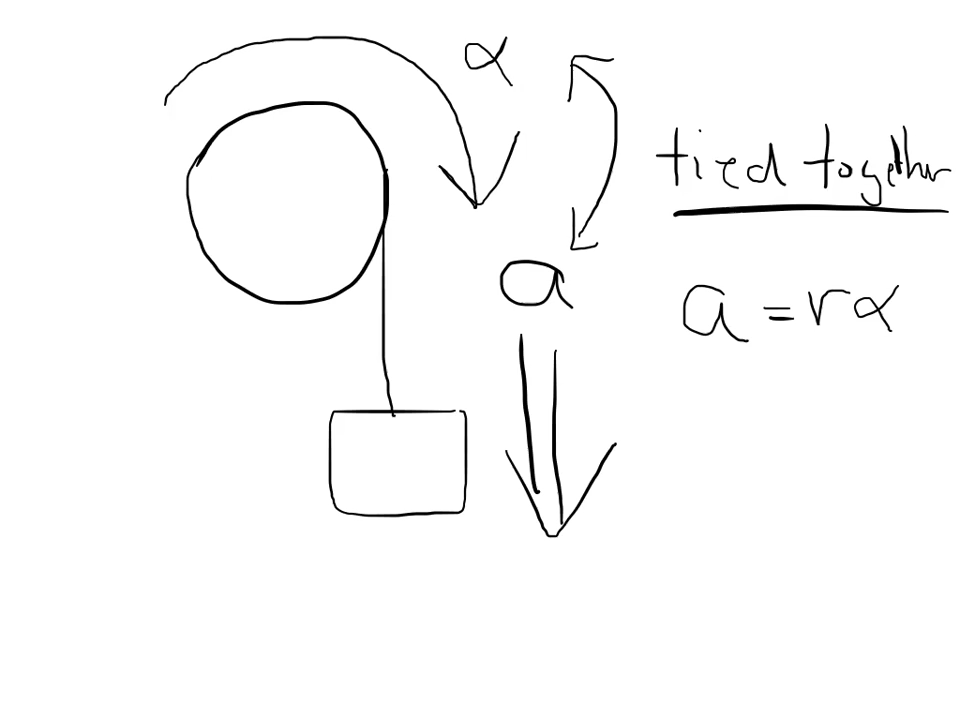 α
tied together
a
a = rα